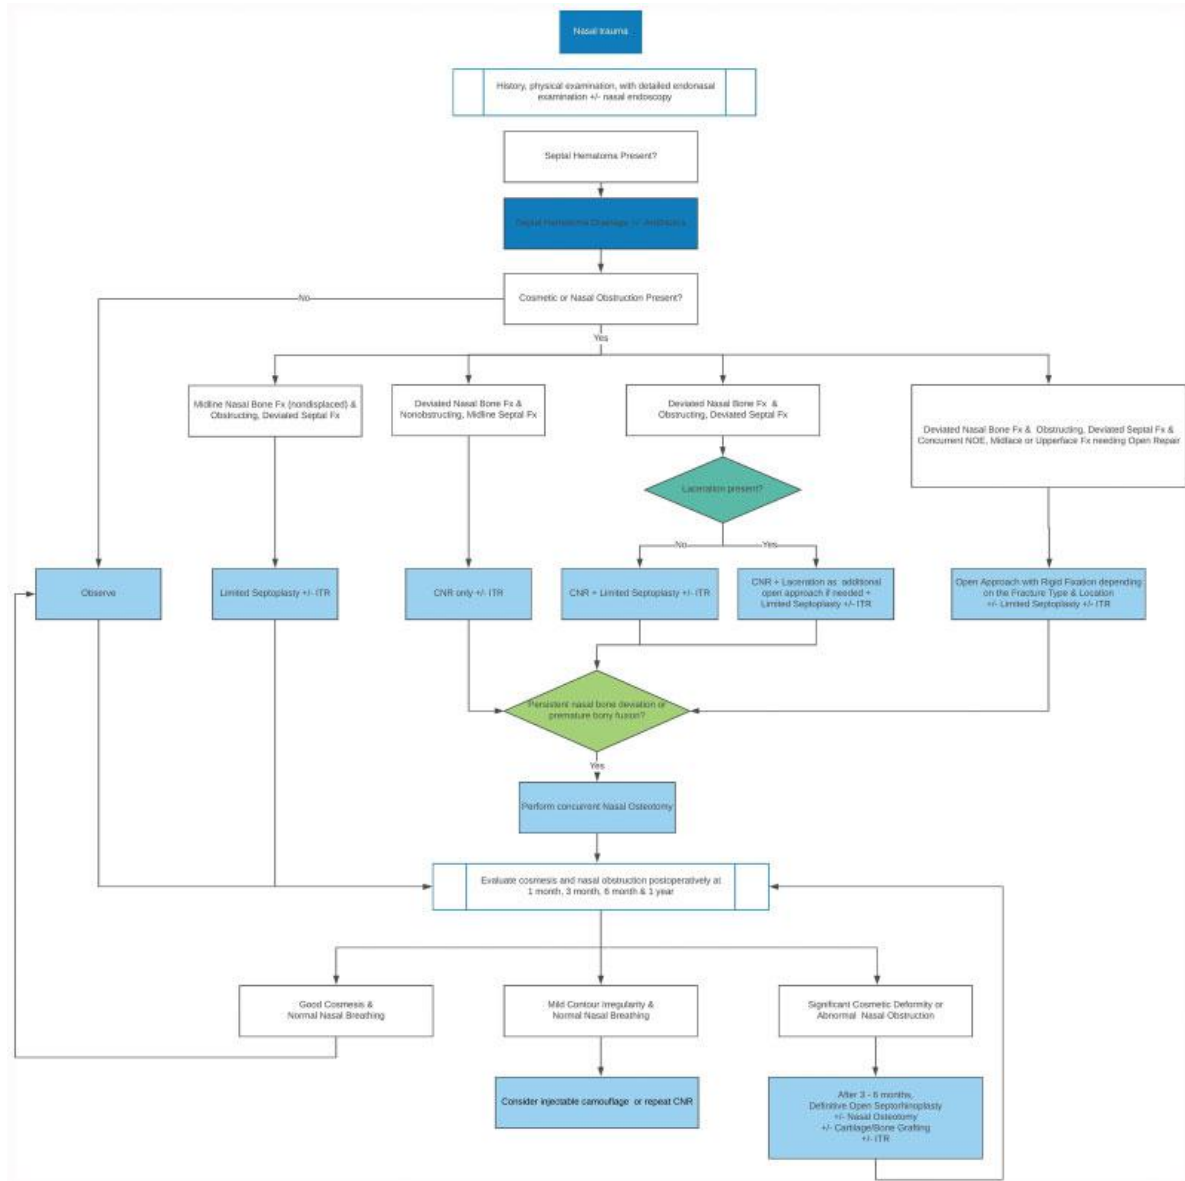 Nasal trauma
History, physical examination, with detailed endonasal
examination +/- nasal endoscopy
Septal Hematoma Present?
Septal Hematoma Drainage +/- Antibiotics
Cosmetic or Nasal Obstruction Present?
No
Yes
Midline Nasal Bone Fx (nondisplaced) &
Obstructing, Deviated Septal Fx
Deviated Nasal Bone Fx &
Nonobstructing, Midline Septal Fx
Deviated Nasal Bone Fx &
Obstructing, Deviated Septal Fx
Deviated Nasal Bone Fx & Obstructing, Deviated Septal Fx &
Concurrent NOE, Midface or Upperface Fx needing Open Repair
Laceration present?
No
Yes
Observe
Limited Septoplasty +/- ITR
CNR only +/- ITR
CNR + Limited Septoplasty +/- ITR
CNR + Laceration as additional
open approach if needed +
Limited Septoplasty +/- ITR
Open Approach with Rigid Fixation depending
on the Fracture Type & Location
+/- Limited Septoplasty +/- ITR
Persistent nasal bone deviation or
premature bony fusion?
Yes
Perform concurrent Nasal Osteotomy
Evaluate cosmesis and nasal obstruction postoperatively at
1 month, 3 month, 6 month & 1 year
Good Cosmesis &
Normal Nasal Breathing
Mild Contour Irregularity &
Normal Nasal Breathing
Significant Cosmetic Deformity or
Abnormal Nasal Obstruction
Consider injectable camouflage or repeat CNR
After 3 - 6 months,
Definitive Open Septorhinoplasty
+/- Nasal Osteotomy
+/- Cartilage/Bone Grafting
+/- ITR